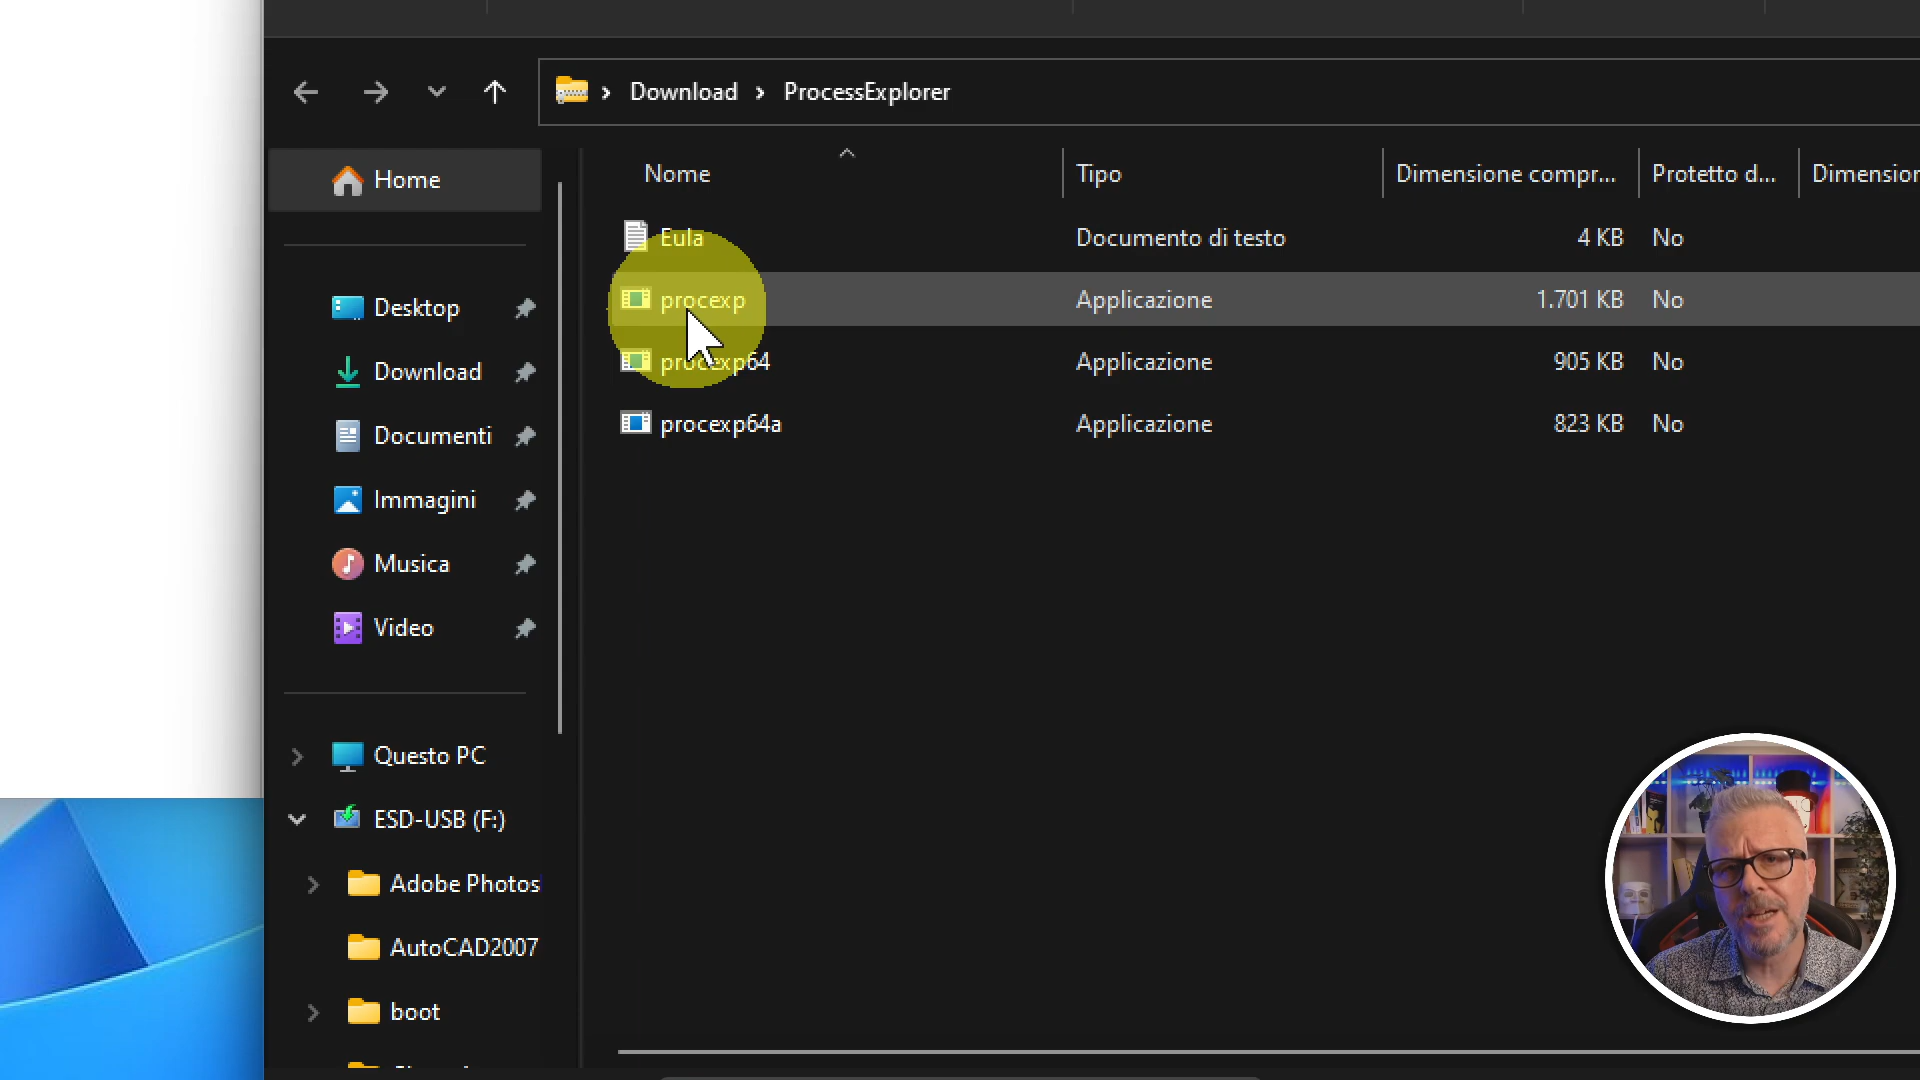 Download > ProcessExplorer
Home
Desktop
Download
Documenti
Immagini
Musica
Video
Questo PC
ESD-USB (F:)
Adobe Photos
AutoCAD2007
boot
Nome Tipo Dimensione compr... Protetto d... Dimension
Eula Documento di testo 4 KB No
procexp Applicazione 1.701 KB No
procexp64 Applicazione 905 KB No
procexp64a Applicazione 823 KB No